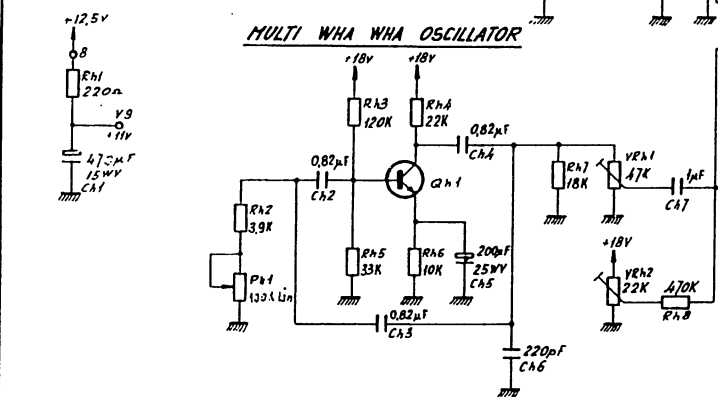 +12,5V
8
Rh1
220Ω
V9
+11V
470µF
15WV
Ch1
MULTI WHA WHA OSCILLATOR
+18V
+18V
Rh3
120K
Rh4
22K
0,82µF
Ch4
0,82µF
Ch2
Qh1
Rh7
18K
VRh1
47K
1µF
Ch7
Rh2
3,9K
Ph1
Lin
Rh5
33K
Rh6
10K
200µF
25WV
Ch5
+18V
VRh2
22K
470K
Rh8
0,82µF
Ch3
220pF
Ch6